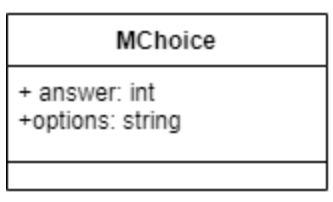 MChoice
+ answer: int
+options: string